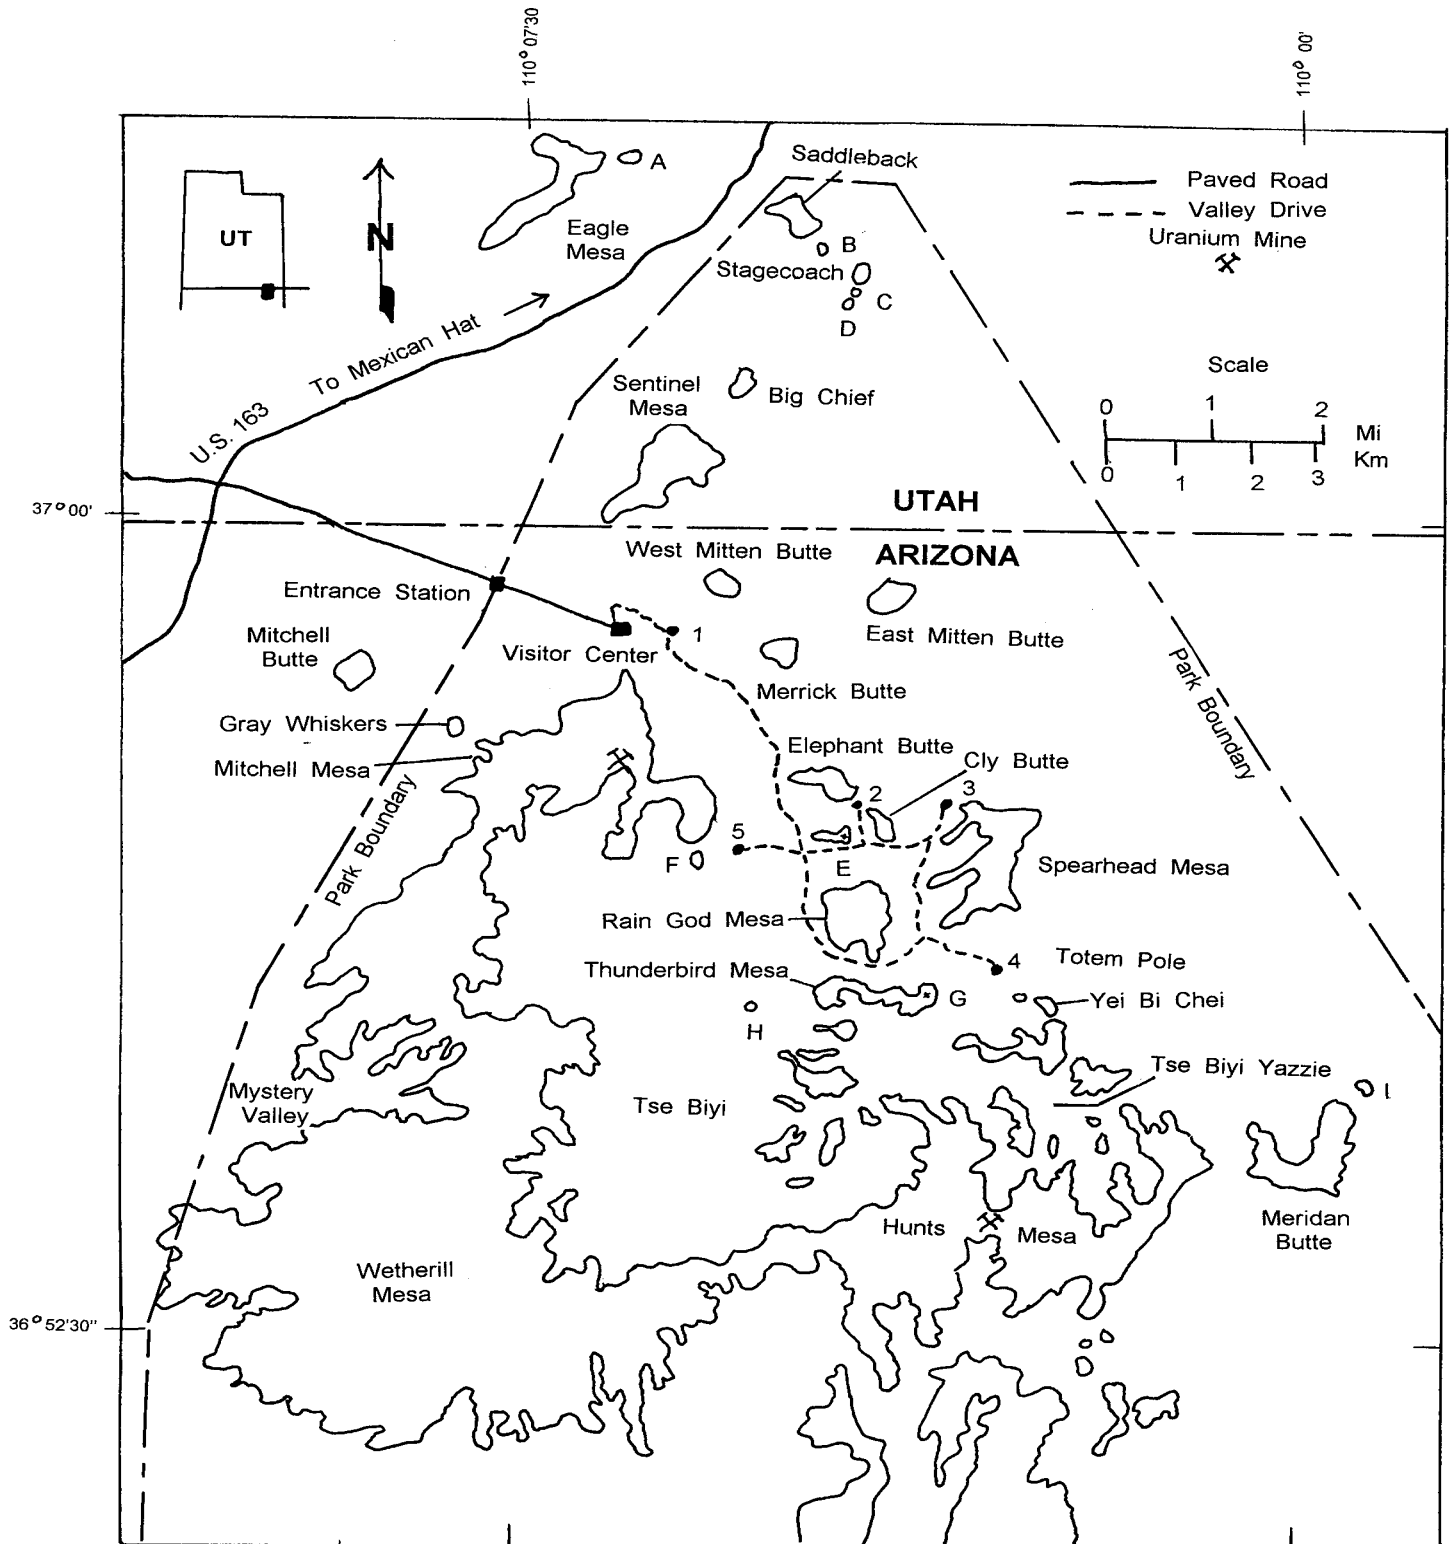 110° 07'30
110° 00'
Saddleback
A
Paved Road
Valley Drive
Uranium Mine
UT
N
Eagle
Mesa
B
Stagecoach
C
D
To Mexican Hat
U.S. 163
Scale
0 1 2
Mi
Km
0 1 2 3
Sentinel
Mesa
Big Chief
37° 00'
UTAH
ARIZONA
West Mitten Butte
Entrance Station
East Mitten Butte
Mitchell
Butte
Visitor Center
1
Merrick Butte
Park Boundary
Gray Whiskers
Mitchell Mesa
Elephant Butte
Cly Butte
2
3
5
Park Boundary
F
E
Spearhead Mesa
Rain God Mesa
4
Totem Pole
Thunderbird Mesa
G
Yei Bi Chei
H
Tse Biyi Yazzie
Mystery
Valley
Tse Biyi
I
Hunts
Mesa
Meridan
Butte
Wetherill
Mesa
36° 52'30"